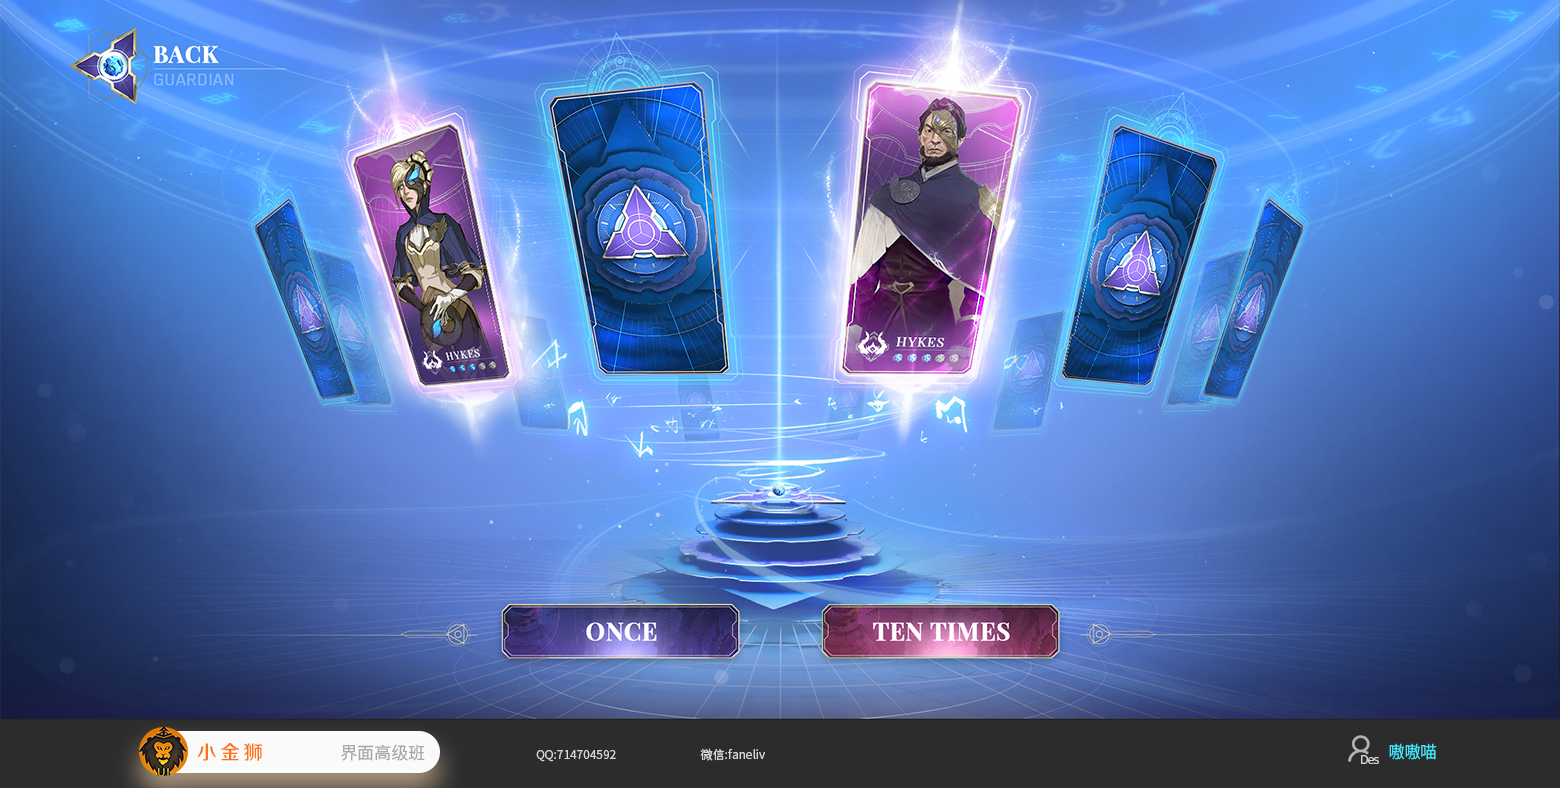 BACK
GUARDIAN
HYKES
HYKES
ONCE
TEN TIMES
小金狮
界面高级班
UI
QQ:714704592
微信:faneliv
Des
嗷嗷喵